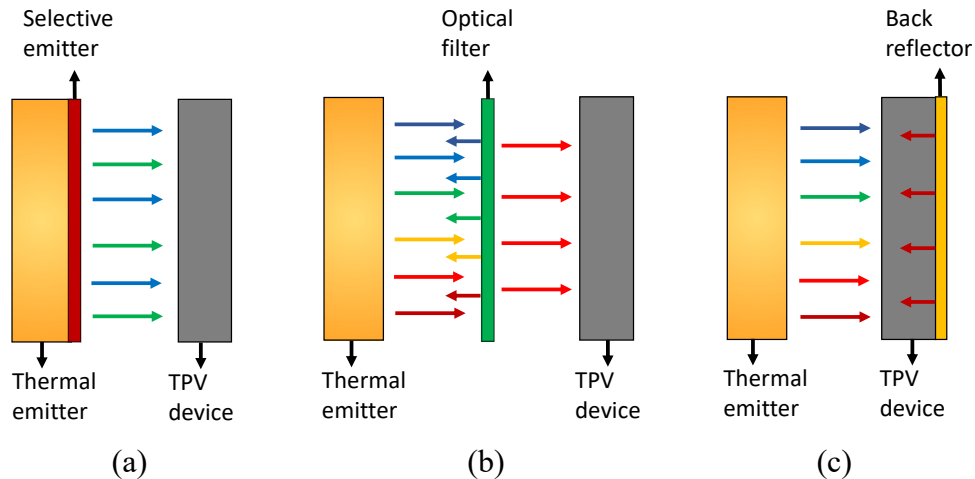 Selective
emitter
Thermal
emitter
TPV
device
(a)
Optical
filter
Thermal
emitter
TPV
device
(b)
Back
reflector
Thermal
emitter
TPV
device
(c)